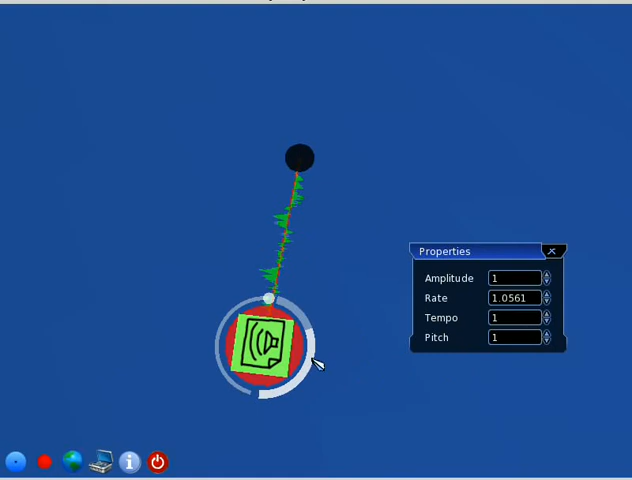 Properties
Amplitude 1
Rate 1.0561
Tempo 1
Pitch 1